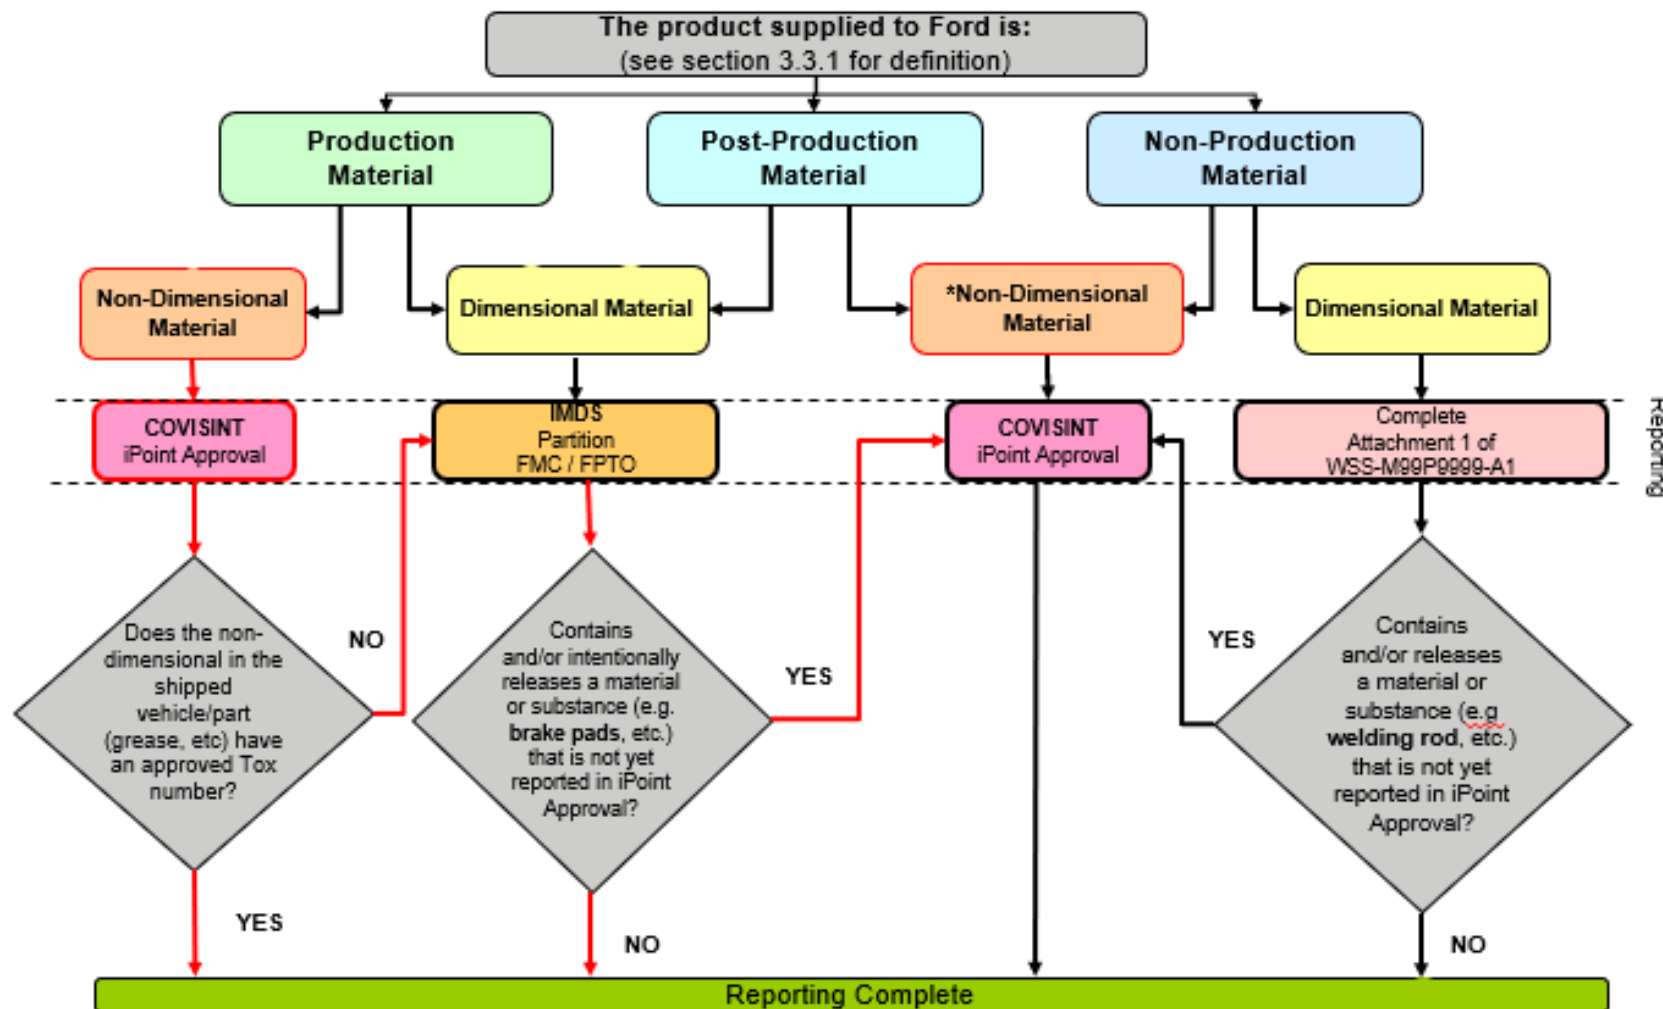 The product supplied to Ford is:
(see section 3.3.1 for definition)
Production
Material
Post-Production
Material
Non-Production
Material
Non-Dimensional
Material
Dimensional Material
*Non-Dimensional
Material
Dimensional Material
COVISINT
iPoint Approval
IMDS
Partition
FMC / FPTO
COVISINT
iPoint Approval
Complete
Attachment 1 of
WSS-M99P9999-A1
Reporting
Does the non-
dimensional in the
shipped
vehicle/part
(grease, etc) have
an approved Tox
number?
NO
Contains
and/or intentionally
releases a material
or substance (e.g.
brake pads, etc.)
that is not yet
reported in iPoint
Approval?
YES
YES
Contains
and/or releases
a material or
substance (e.g
welding rod, etc.)
that is not yet
reported in iPoint
Approval?
YES
NO
NO
Reporting Complete